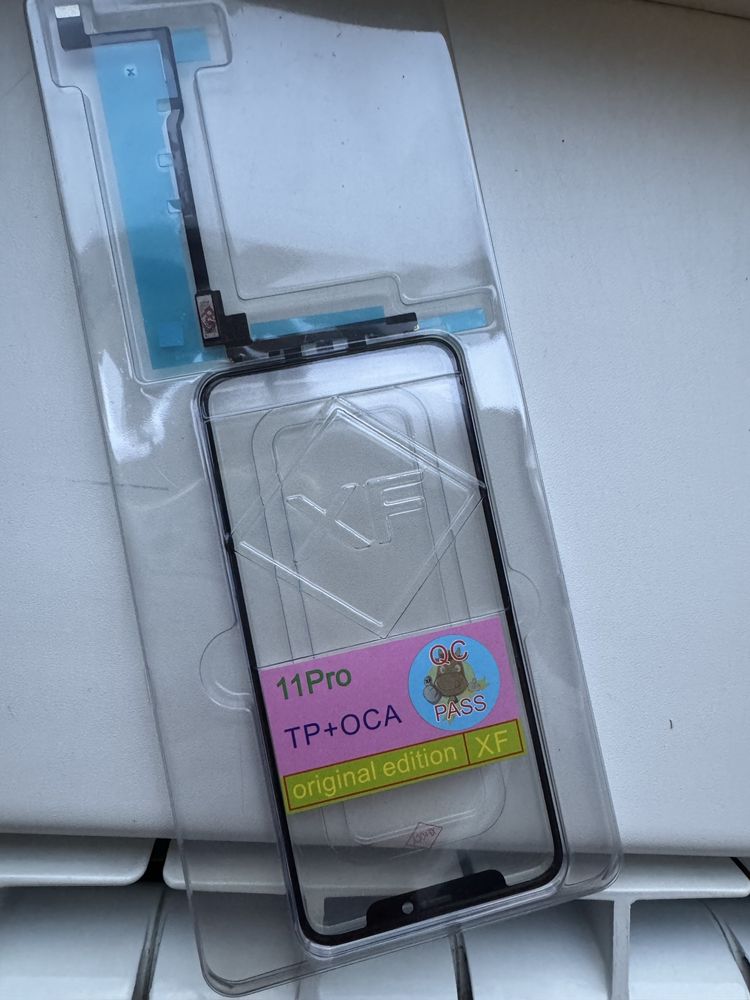 XF
11Pro
QC
PASS
TP+OCA
original edition XF